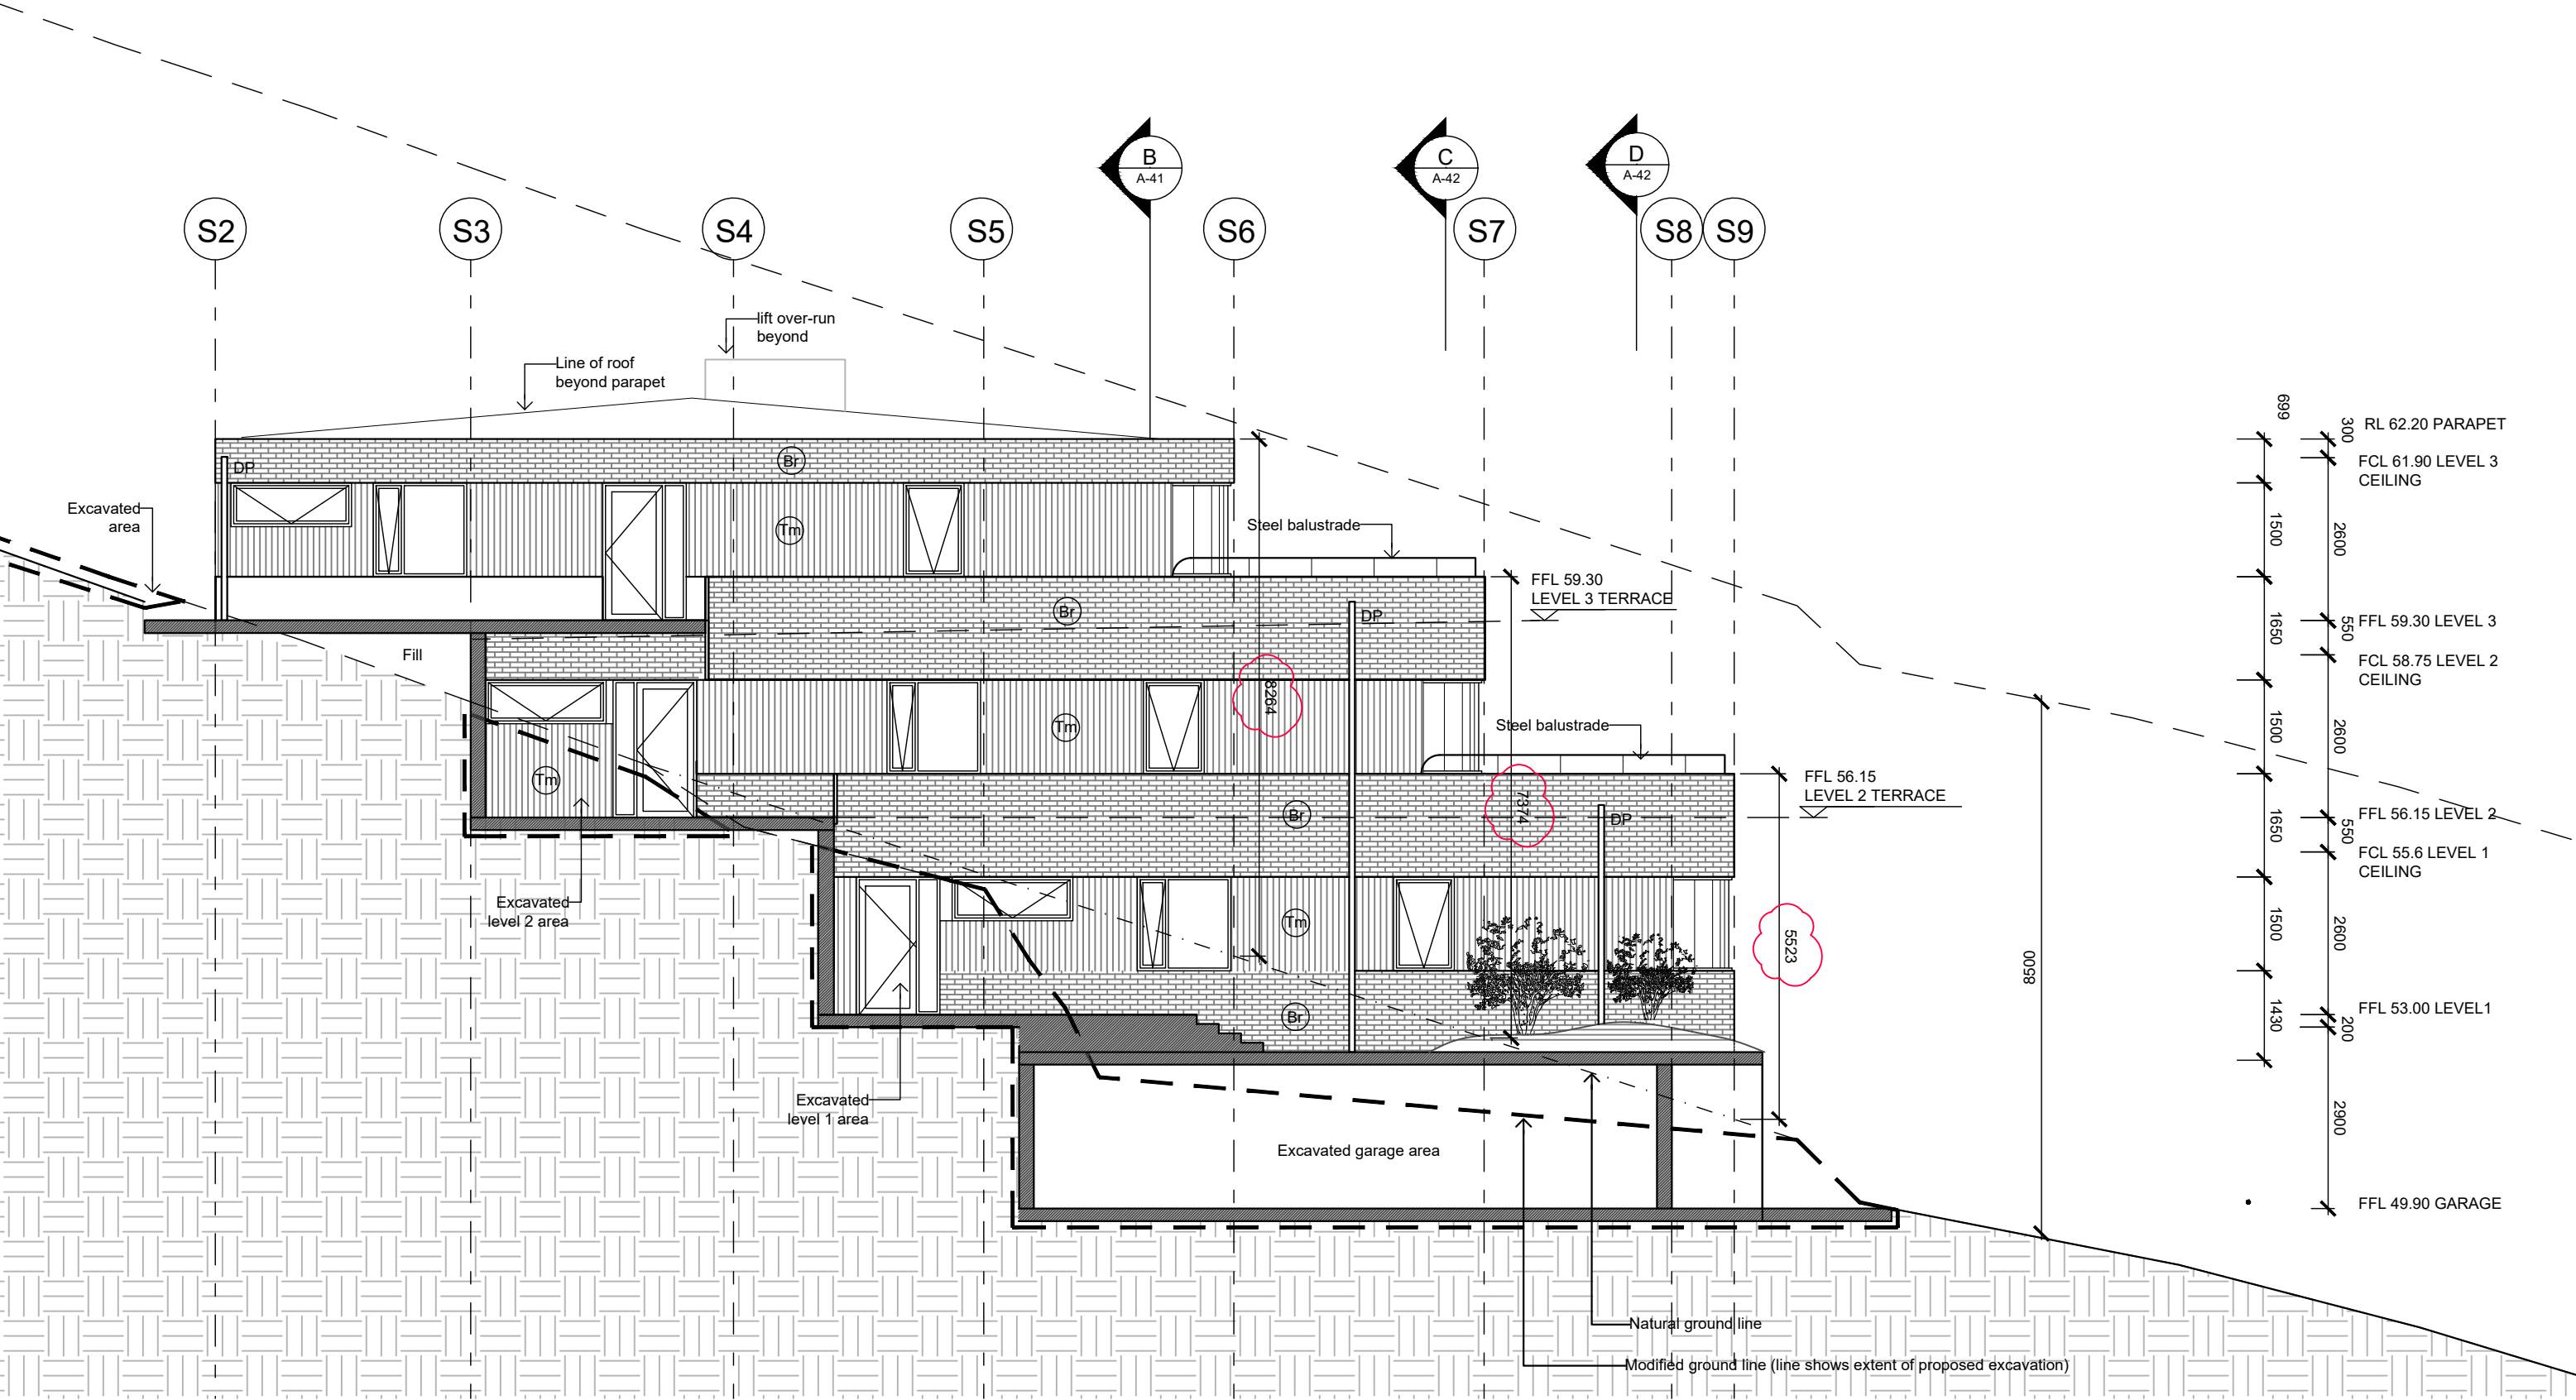 B
A-41
C
A-42
D
A-42
S2
S3
S4
S5
S6
S7
S8
S9
lift over-run
beyond
Line of roof
beyond parapet
Br
DP
Excavated
area
Tm
Steel balustrade
FFL 59.30
LEVEL 3 TERRACE
Br
DP
Fill
8264
Tm
Steel balustrade
Tm
FFL 56.15
LEVEL 2 TERRACE
7374
Br
DP
Excavated
level 2 area
Tm
5523
8500
Br
Excavated
level 1 area
Excavated garage area
Natural ground line
Modified ground line (line shows extent of proposed excavation)
699
1500
1650
1500
1650
1500
1430
300
2600
550
2600
550
2600
200
2900
RL 62.20 PARAPET
FCL 61.90 LEVEL 3
CEILING
FFL 59.30 LEVEL 3
FCL 58.75 LEVEL 2
CEILING
FFL 56.15 LEVEL 2
FCL 55.6 LEVEL 1
CEILING
FFL 53.00 LEVEL1
FFL 49.90 GARAGE